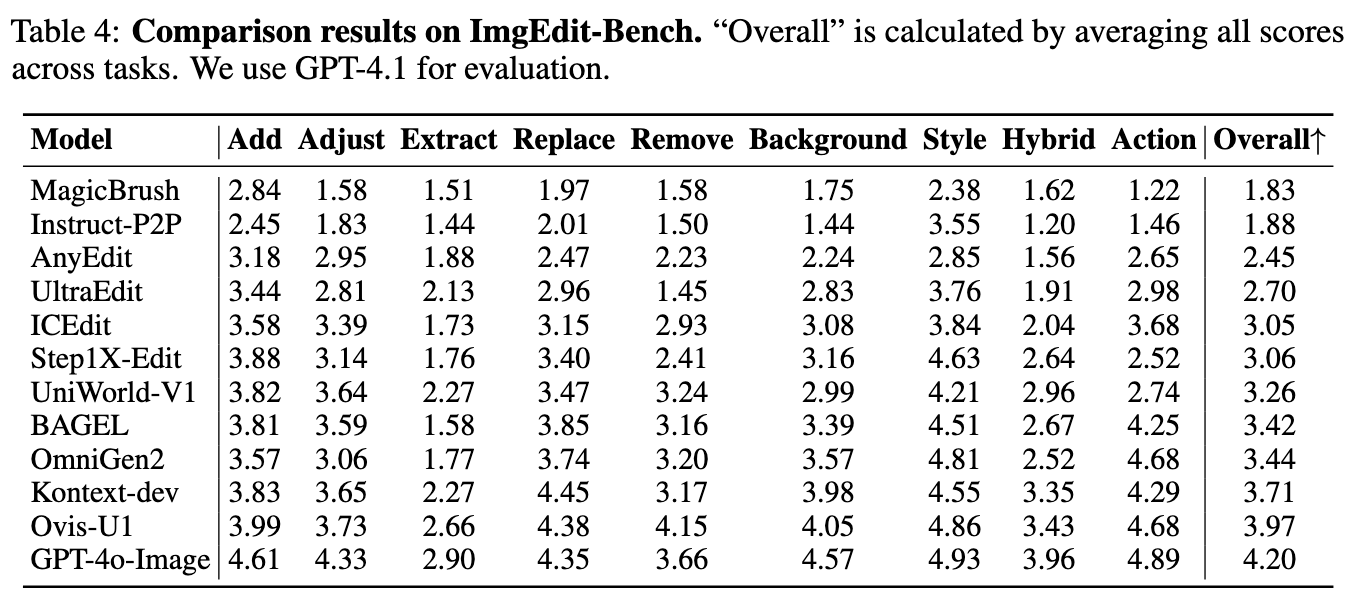 Table 4: Comparison results on ImgEdit-Bench. “Overall” is calculated by averaging all scores
across tasks. We use GPT-4.1 for evaluation.
Model Add Adjust Extract Replace Remove Background Style Hybrid Action Overall↑
MagicBrush 2.84 1.58 1.51 1.97 1.58 1.75 2.38 1.62 1.22 1.83
Instruct-P2P 2.45 1.83 1.44 2.01 1.50 1.44 3.55 1.20 1.46 1.88
AnyEdit 3.18 2.95 1.88 2.47 2.23 2.24 2.85 1.56 2.65 2.45
UltraEdit 3.44 2.81 2.13 2.96 1.45 2.83 3.76 1.91 2.98 2.70
ICEdit 3.58 3.39 1.73 3.15 2.93 3.08 3.84 2.04 3.68 3.05
Step1X-Edit 3.88 3.14 1.76 3.40 2.41 3.16 4.63 2.64 2.52 3.06
UniWorld-V1 3.82 3.64 2.27 3.47 3.24 2.99 4.21 2.96 2.74 3.26
BAGEL 3.81 3.59 1.58 3.85 3.16 3.39 4.51 2.67 4.25 3.42
OmniGen2 3.57 3.06 1.77 3.74 3.20 3.57 4.81 2.52 4.68 3.44
Kontext-dev 3.83 3.65 2.27 4.45 3.17 3.98 4.55 3.35 4.29 3.71
Ovis-U1 3.99 3.73 2.66 4.38 4.15 4.05 4.86 3.43 4.68 3.97
GPT-4o-Image 4.61 4.33 2.90 4.35 3.66 4.57 4.93 3.96 4.89 4.20